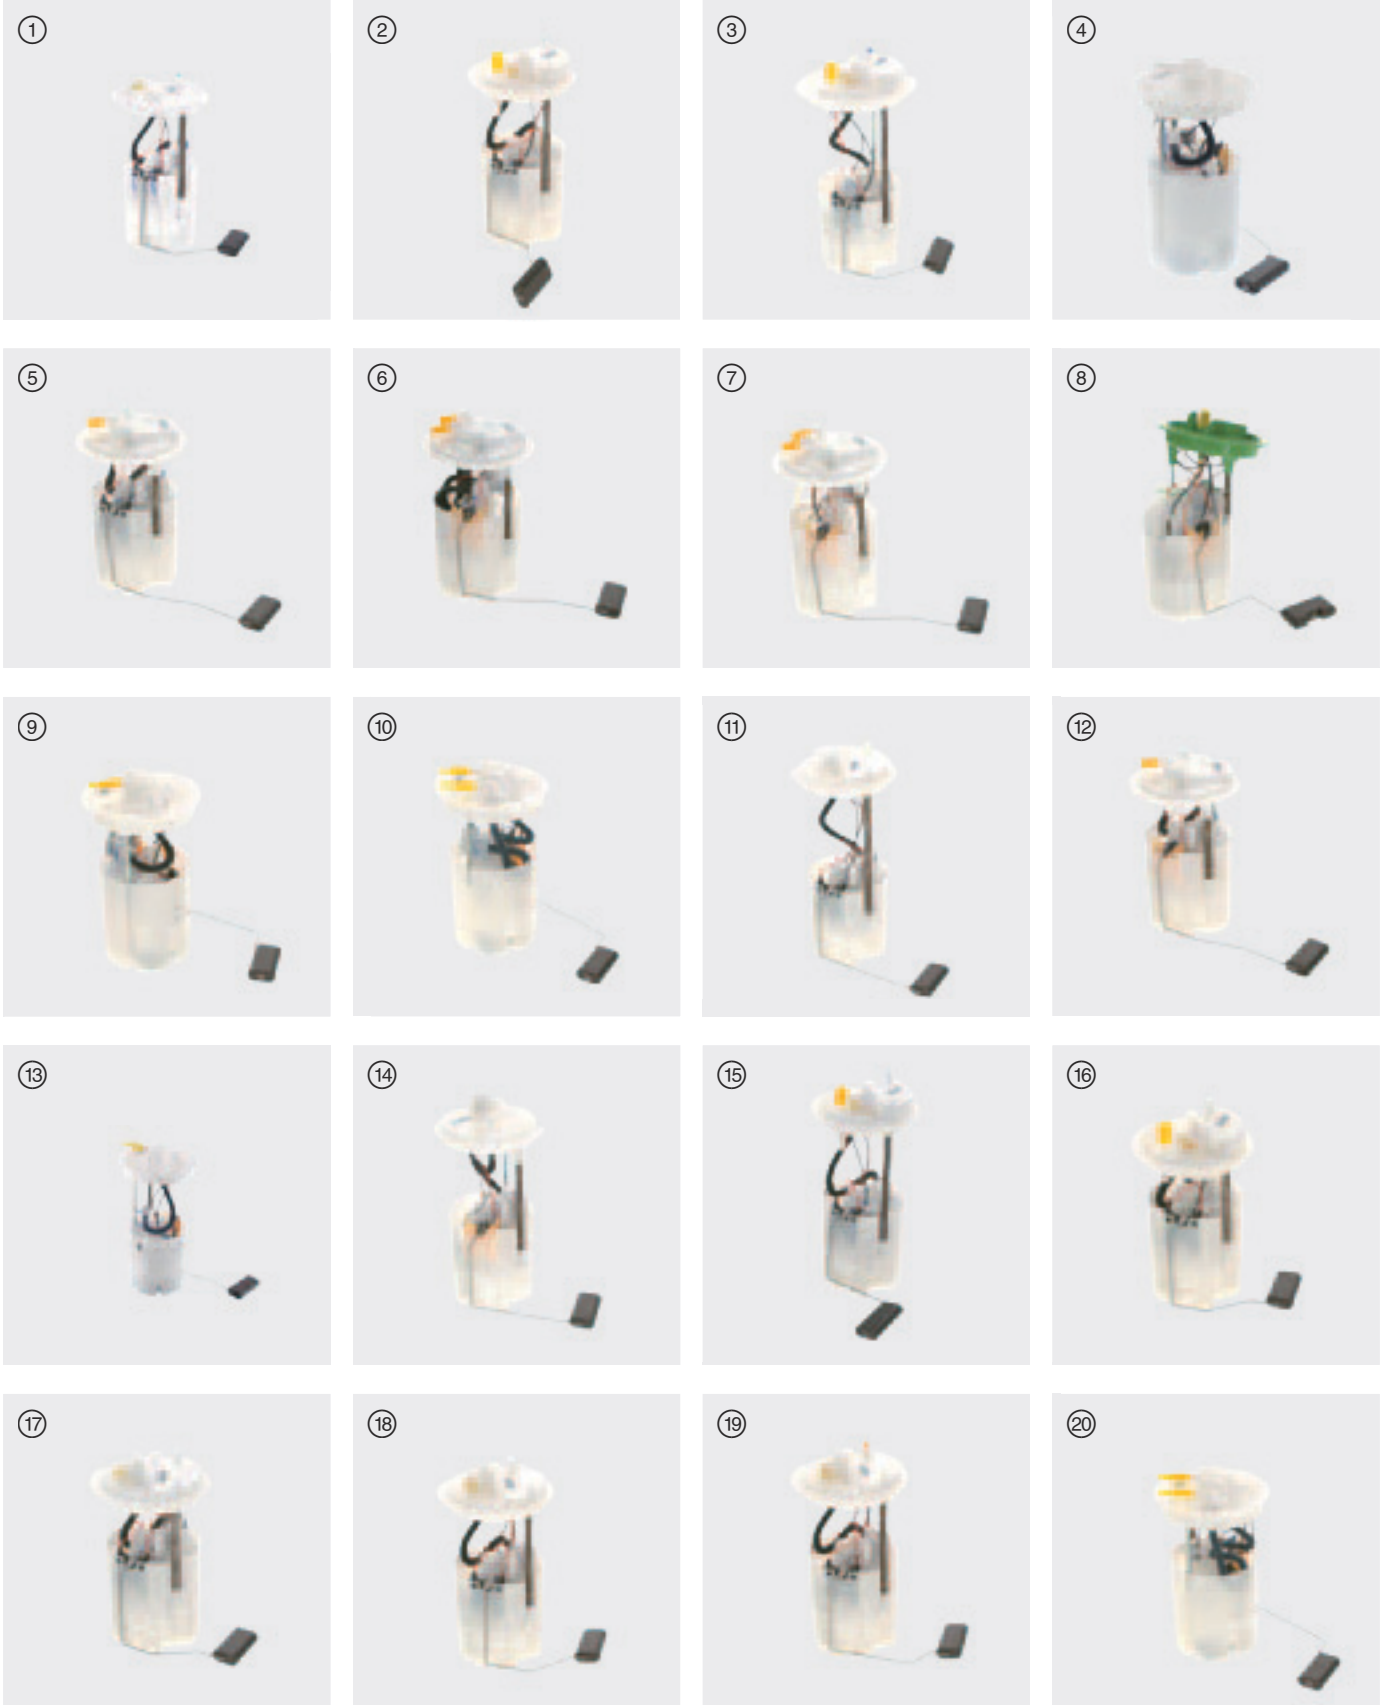 ① ② ③ ④
⑤ ⑥ ⑦ ⑧
⑨ ⑩ ⑪ ⑫
⑬ ⑭ ⑮ ⑯
⑰ ⑱ ⑲ ⑳